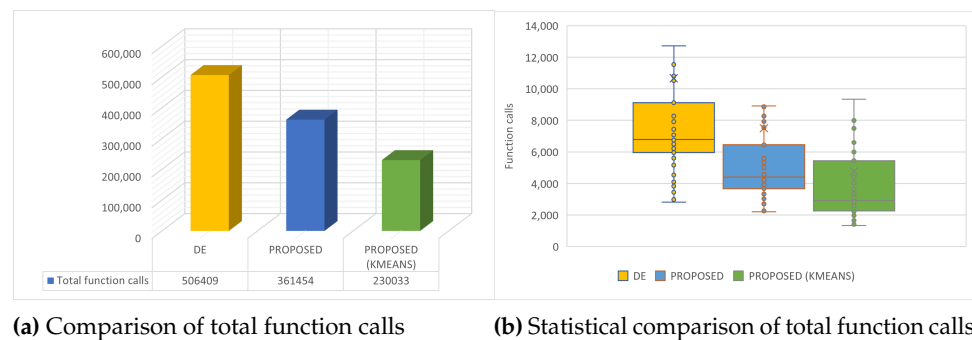 600,000
500,000
400,000
300,000
200,000
100,000
0
DE PROPOSED PROPOSED
(KMEANS)
Total function calls 506409 361454 230033
(a) Comparison of total function calls
14,000
12,000
10,000
8,000
6,000
4,000
2,000
0
Function calls
DE PROPOSED PROPOSED (KMEANS)
(b) Statistical comparison of total function calls